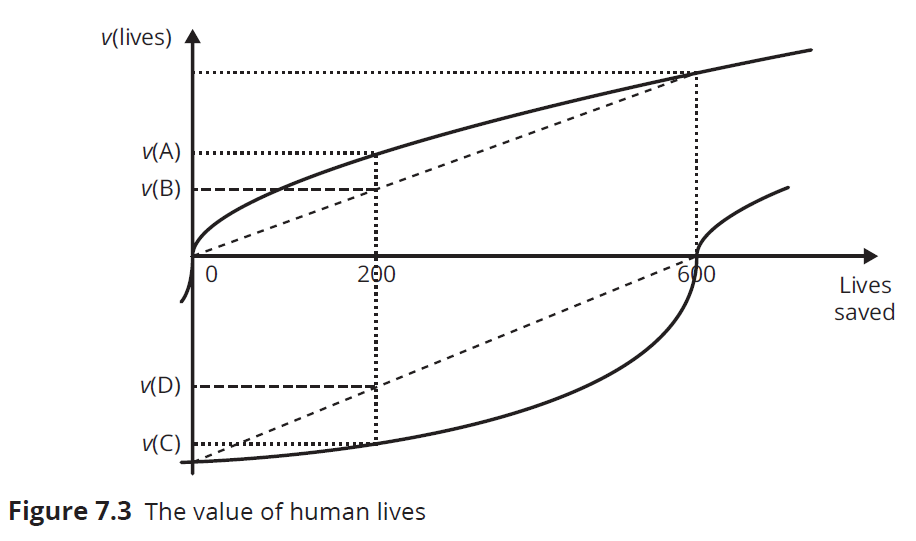 v(lives)
v(A)
v(B)
0
200
600
Lives
saved
v(D)
v(C)
Figure 7.3 The value of human lives